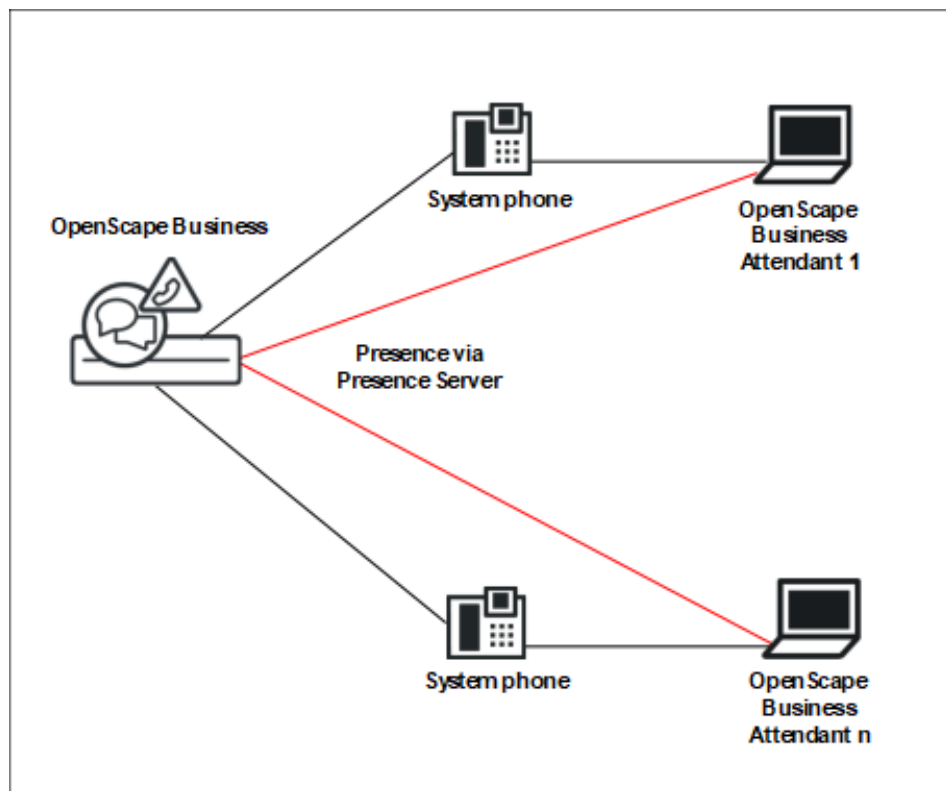 System phone
OpenScape
Business
Attendant 1
OpenScape Business
Presence via
Presence Server
System phone
OpenScape
Business
Attendant n